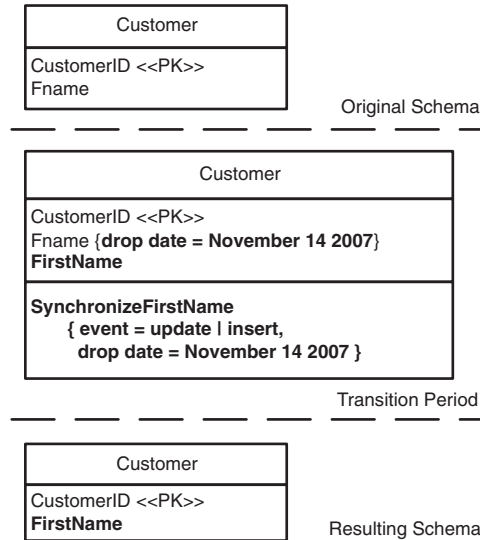 Customer
CustomerID <<PK>>
Fname
Original Schema
Customer
CustomerID <<PK>>
Fname {drop date = November 14 2007}
FirstName
SynchronizeFirstName
{ event = update | insert,
drop date = November 14 2007 }
Transition Period
Customer
CustomerID <<PK>>
FirstName
Resulting Schema